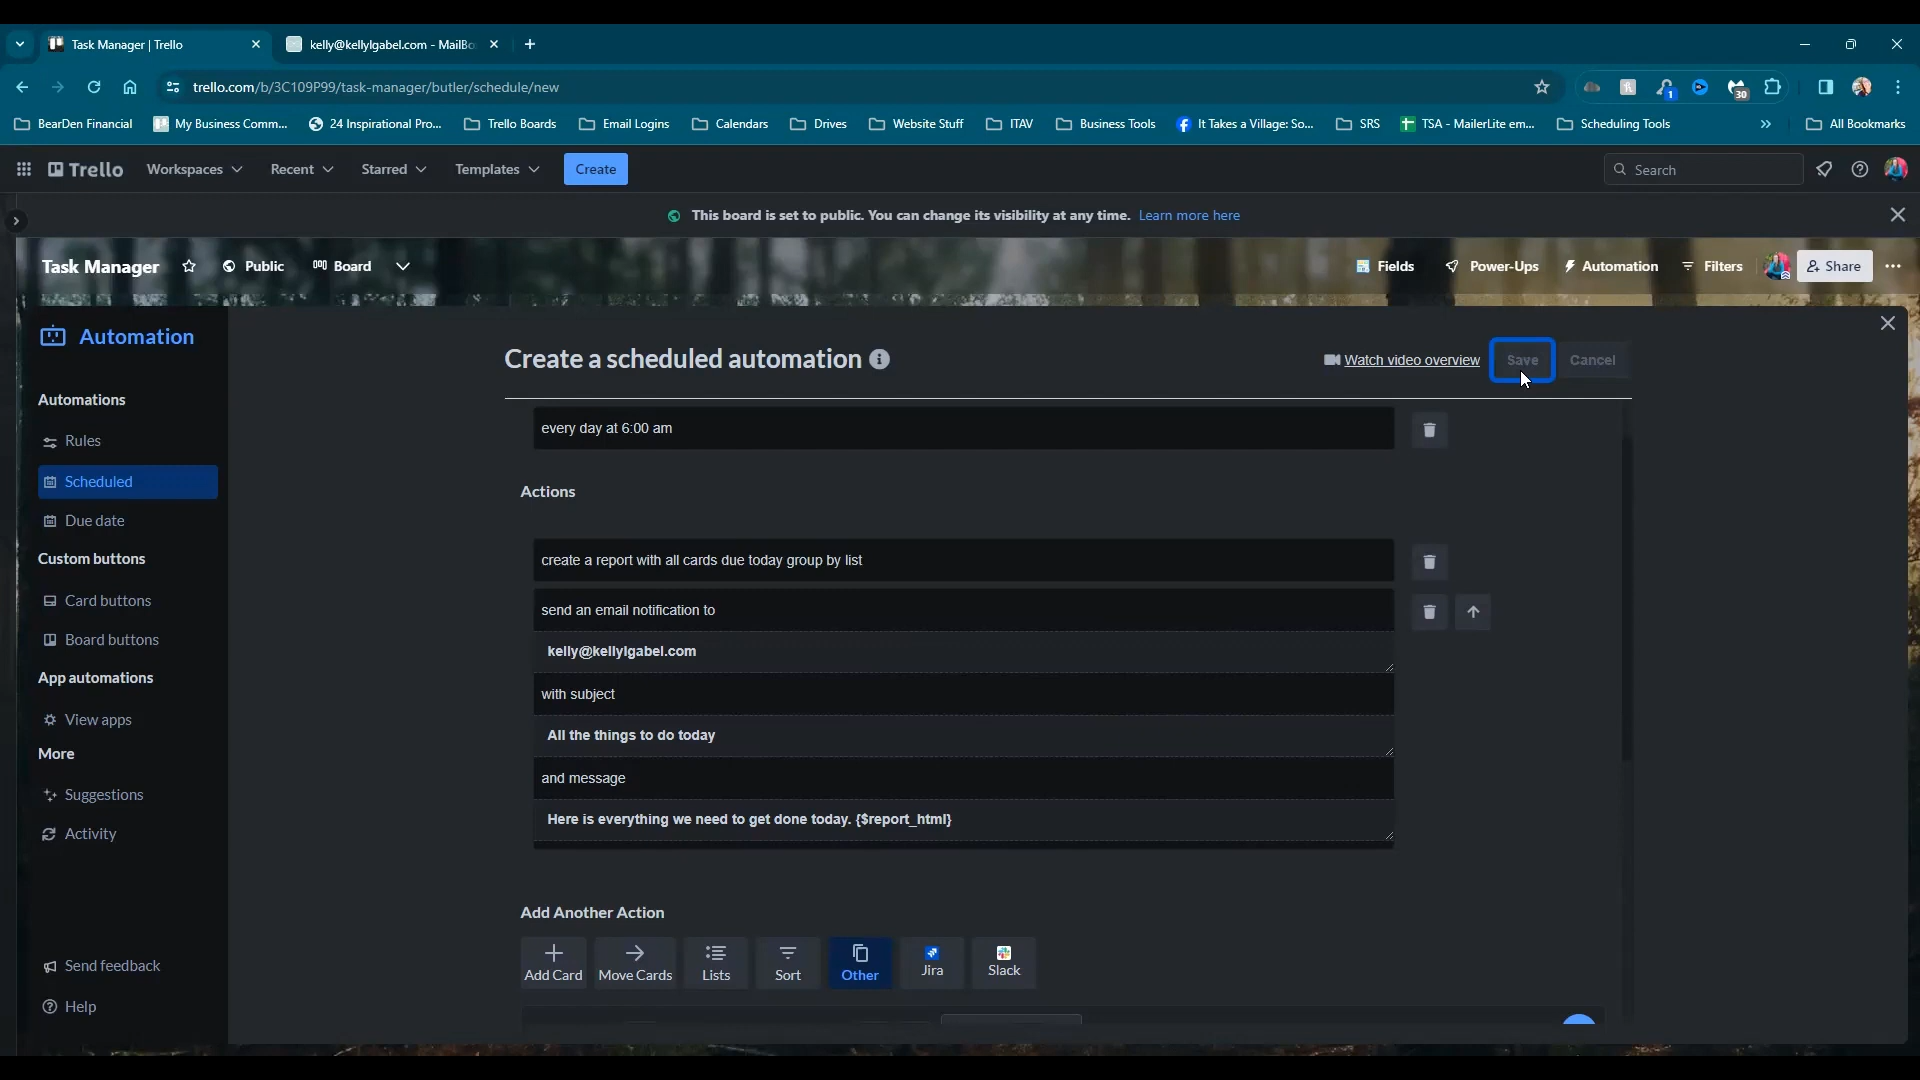 Task Manager | Trello
kelly@kellylgabel.com - MailBo
trello.com/b/3C109P99/task-manager/butler/schedule/new
1
30
BearDen Financial
My Business Comm...
24 Inspirational Pro...
Trello Boards
Email Logins
Calendars
Drives
Website Stuff
ITAV
Business Tools
It Takes a Village: So...
SRS
TSA - MailerLite em...
Scheduling Tools
All Bookmarks
Trello
Workspaces
Recent
Starred
Templates
Create
Search
This board is set to public. You can change its visibility at any time. Learn more here
Task Manager
Public
Board
Fields
Power-Ups
Automation
Filters
Share
Automation
Automations
Rules
Scheduled
Due date
Custom buttons
Card buttons
Board buttons
App automations
View apps
More
Suggestions
Activity
Send feedback
Help
Create a scheduled automation
Watch video overview
Save
Cancel
every day at 6:00 am
Actions
create a report with all cards due today group by list
send an email notification to
kelly@kellylgabel.com
with subject
All the things to do today
and message
Here is everything we need to get done today. {$report_html}
Add Another Action
Add Card
Move Cards
Lists
Sort
Other
Jira
Slack